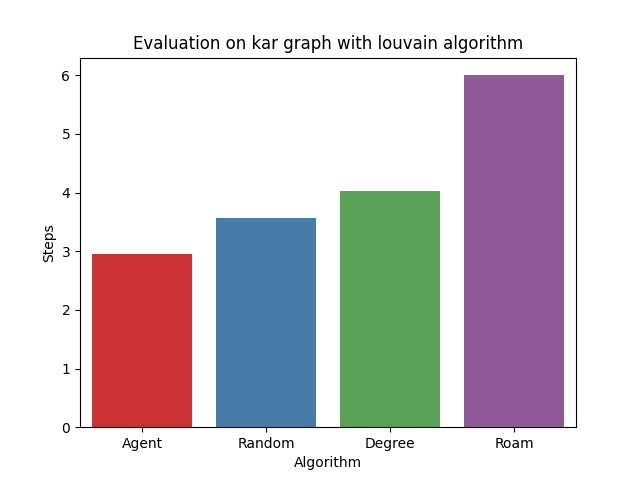 Evaluation on kar graph with louvain algorithm
6
5
4
3
2
1
0
Steps
Agent Random Degree Roam
Algorithm